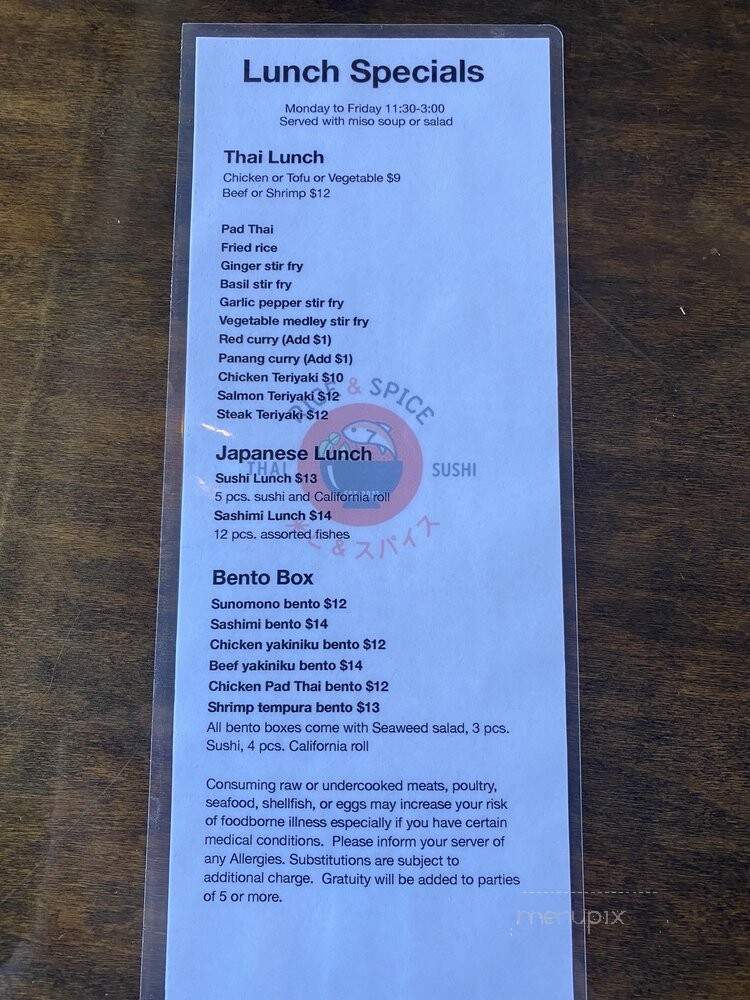 Lunch Specials
Monday to Friday 11:30-3:00
Served with miso soup or salad
Thai Lunch
Chicken or Tofu or Vegetable $9
Beef or Shrimp $12
Pad Thai
Fried rice
Ginger stir fry
Basil stir fry
Garlic pepper stir fry
Vegetable medley stir fry
Red curry (Add $1)
Panang curry (Add $1)
Chicken Teriyaki $10
Salmon Teriyaki $12
Steak Teriyaki $12
RICE & SPICE
THAI SUSHI
& スパイス
Japanese Lunch
Sushi Lunch $13
5 pcs. sushi and California roll
Sashimi Lunch $14
12 pcs. assorted fishes
Bento Box
Sunomono bento $12
Sashimi bento $14
Chicken yakiniku bento $12
Beef yakiniku bento $14
Chicken Pad Thai bento $12
Shrimp tempura bento $13
All bento boxes come with Seaweed salad, 3 pcs.
Sushi, 4 pcs. California roll
Consuming raw or undercooked meats, poultry,
seafood, shellfish, or eggs may increase your risk
of foodborne illness especially if you have certain
medical conditions.  Please inform your server of
any Allergies. Substitutions are subject to
additional charge.  Gratuity will be added to parties
of 5 or more.
menupix